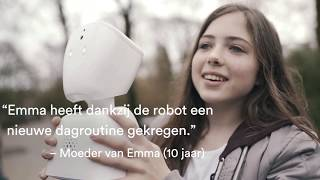 “Emma heeft dankzij de robot een
nieuwe dagroutine gekregen.”
– Moeder van Emma (10 jaar)